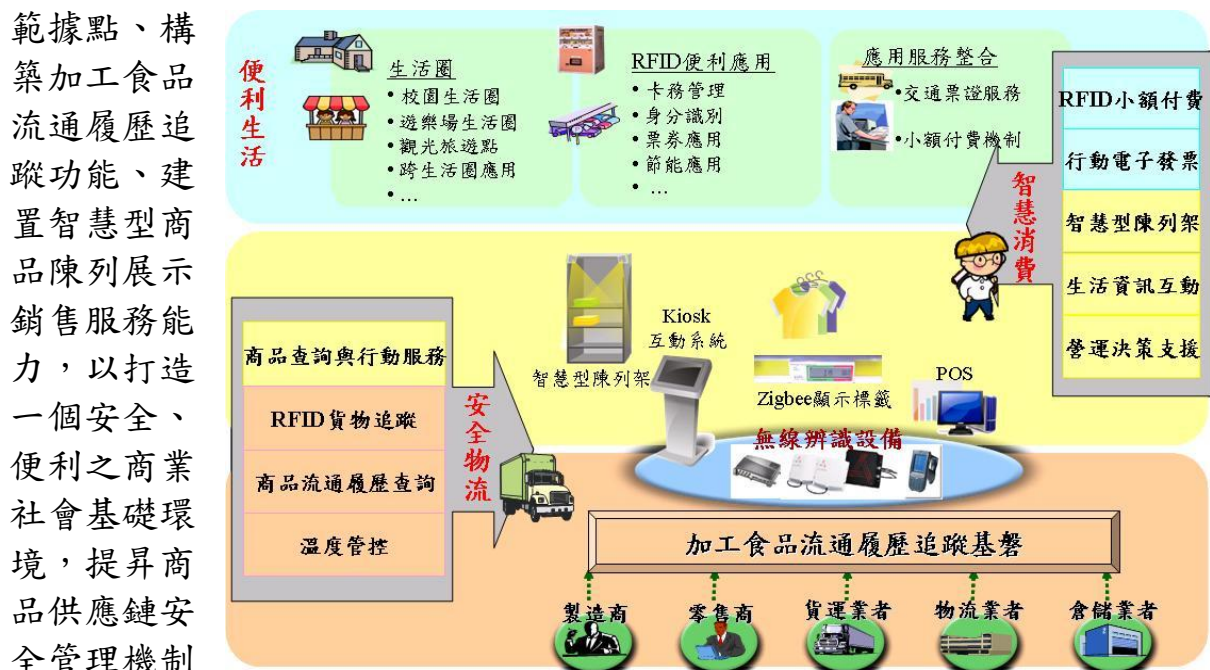 範據點、構
築加工食品
流通履歷追
蹤功能、建
置智慧型商
品陳列展示
銷售服務能
力，以打造
一個安全、
便利之商業
社會基礎環
境，提昇商
品供應鏈安
全管理機制
便利生活
生活圈
•校園生活圈
•遊樂場生活圈
•觀光旅遊點
•跨生活圈應用
•…
RFID便利應用
•卡務管理
•身分識別
•票券應用
•節能應用
•…
應用服務整合
•交通票證服務
•小額付費機制
智慧消費
RFID小額付費
行動電子發票
智慧型陳列架
生活資訊互動
營運決策支援
商品查詢與行動服務
RFID貨物追蹤
商品流通履歷查詢
溫度管控
安全物流
智慧型陳列架
Kiosk
互動系統
Zigbee顯示標籤
POS
無線辨識設備
加工食品流通履歷追蹤基磐
製造商
零售商
貨運業者
物流業者
倉儲業者